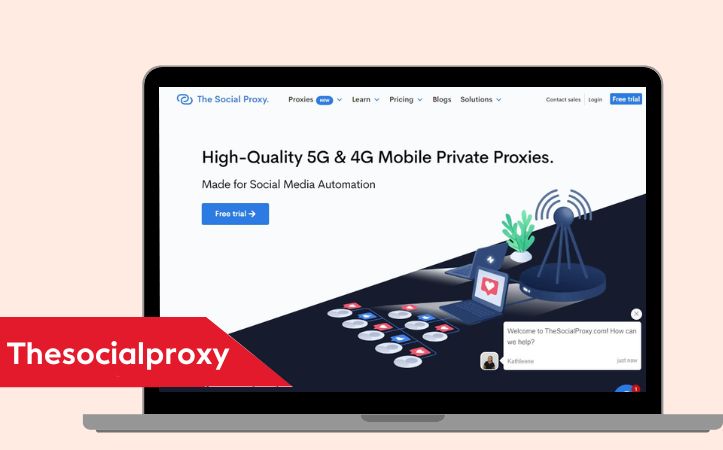 The Social Proxy.
Proxies NEW Learn Pricing Blogs Solutions Contact sales Login Free trial
High-Quality 5G & 4G Mobile Private Proxies.
Made for Social Media Automation
Free trial →
Welcome to TheSocialProxy.com! How can
we help?
Kathleene just now
1
Thesocialproxy